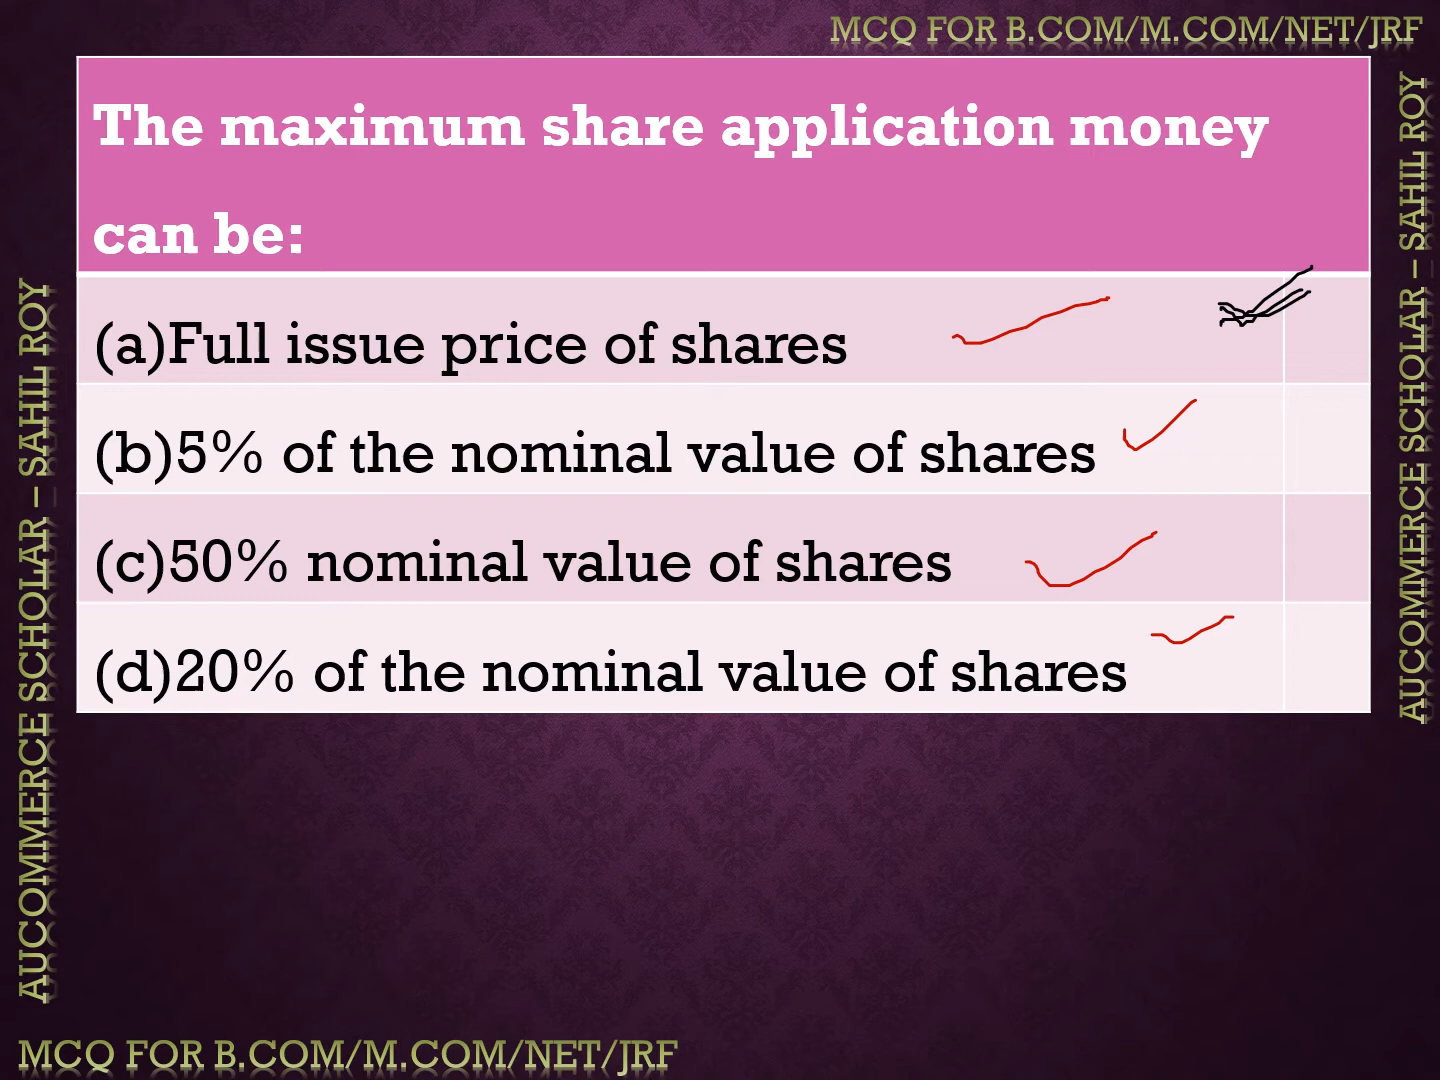 MCQ FOR B.COM/M.COM/NET/JRF
The maximum share application money
can be:
(a)Full issue price of shares
(b)5% of the nominal value of shares
(c)50% nominal value of shares
(d)20% of the nominal value of shares
AUCOMMERCE SCHOLAR – SAHIL ROY
AUCOMMERCE SCHOLAR – SAHIL ROY
MCQ FOR B.COM/M.COM/NET/JRF